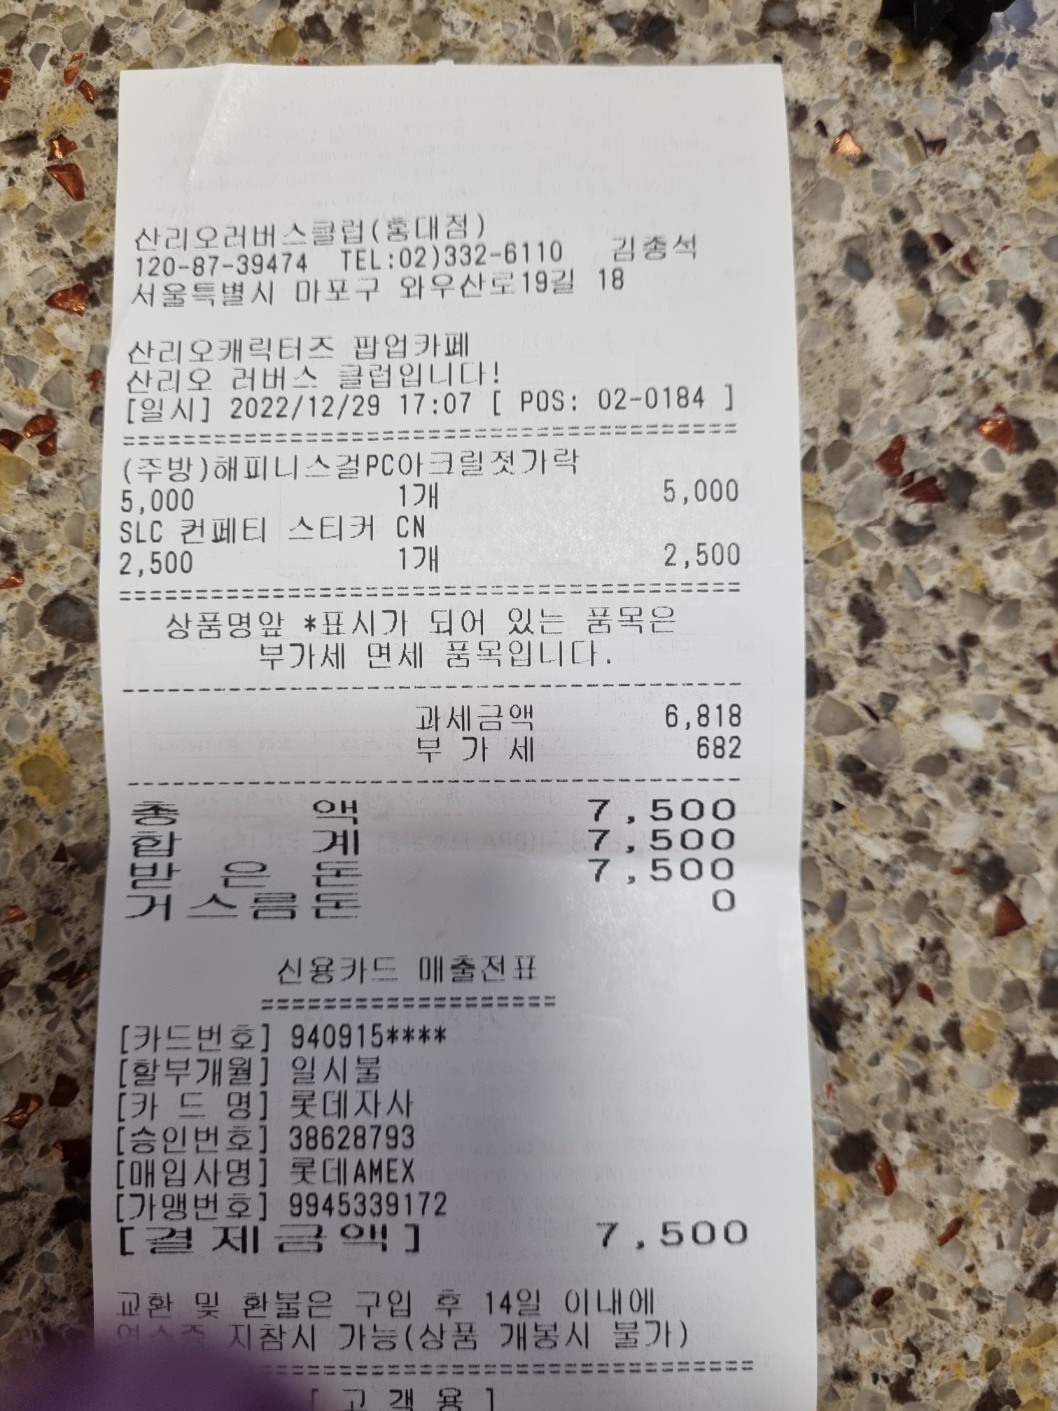 산리오러버스클럽(홍대점)
120-87-39474 TEL:02)332-6110 김종석
서울특별시 마포구 와우산로19길 18
산리오캐릭터즈 팝업카페
산리오 러버스 클럽입니다!
[일시] 2022/12/29 17:07 [ POS: 02-0184 ]
(주방)해피니스걸PC아크릴젓가락
5,000 1개 5,000
SLC 컨페티 스티커 CN
2,500 1개 2,500
상품명앞 *표시가 되어 있는 품목은
부가세 면세 품목입니다.
과세금액 6,818
부 가 세 682
총 액 7,500
합 계 7,500
받 은 돈 7,500
거스름돈 0
신용카드 매출전표
[카드번호] 940915****
[할부개월] 일시불
[카 드 명] 롯데자사
[승인번호] 38628793
[매입사명] 롯데AMEX
[가맹번호] 9945339172
[결제금액] 7,500
교환 및 환불은 구입 후 14일 이내에
영수증 지참시 가능(상품 개봉시 불가)
[ 고 객 용 ]